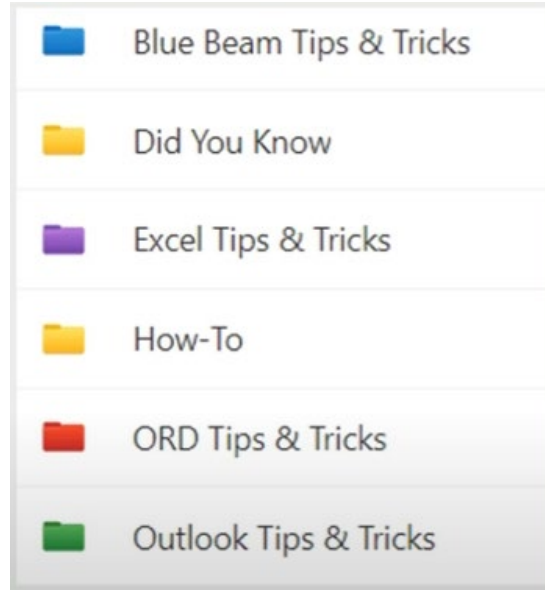 Blue Beam Tips & Tricks
Did You Know
Excel Tips & Tricks
How-To
ORD Tips & Tricks
Outlook Tips & Tricks